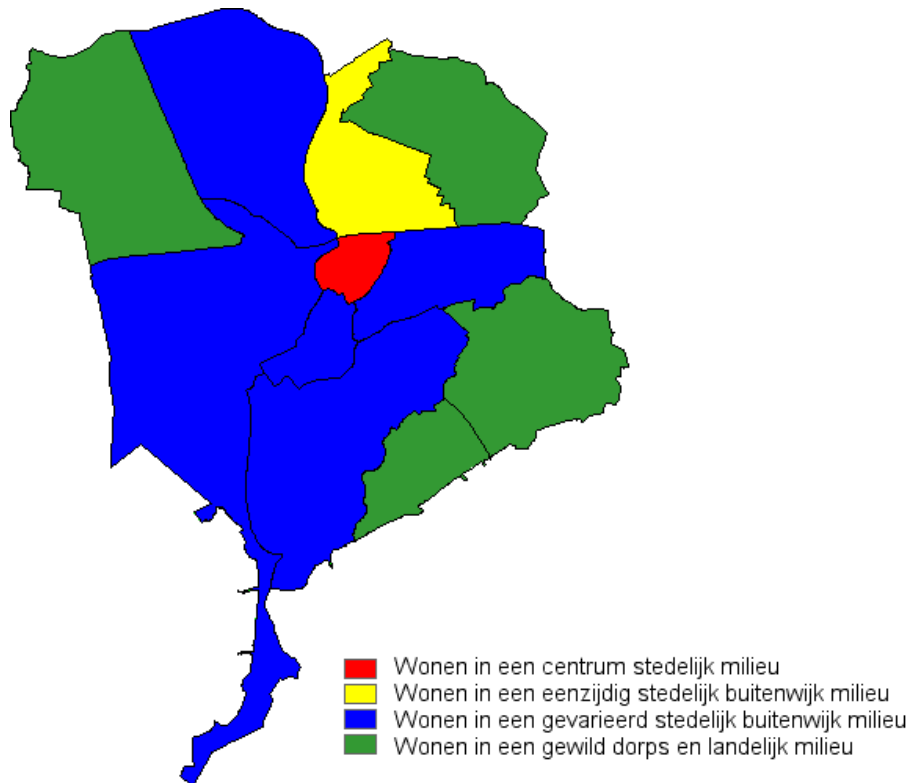 Wonen in een centrum stedelijk milieu
Wonen in een eenzijdig stedelijk buitenwijk milieu
Wonen in een gevarieerd stedelijk buitenwijk milieu
Wonen in een gewild dorps en landelijk milieu